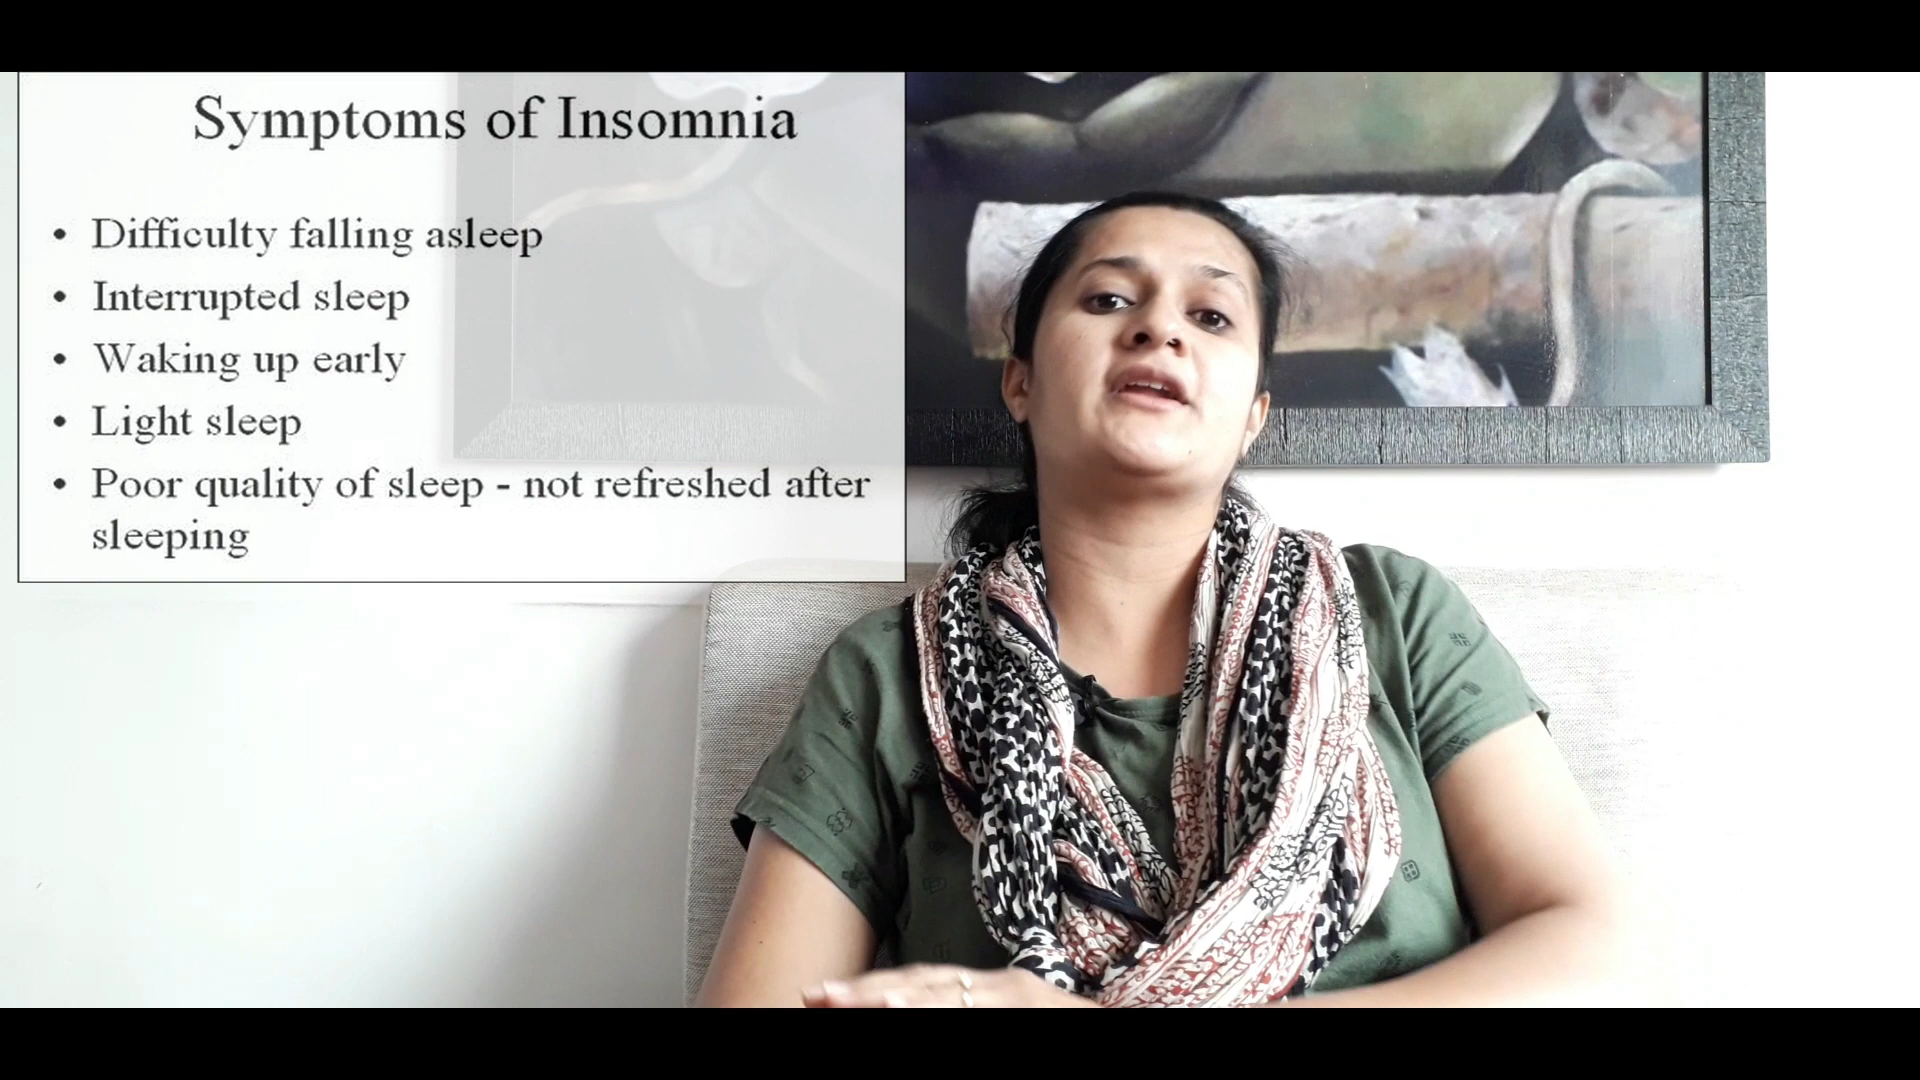 Symptoms of Insomnia
• Difficulty falling asleep
• Interrupted sleep
• Waking up early
• Light sleep
• Poor quality of sleep - not refreshed after
sleeping